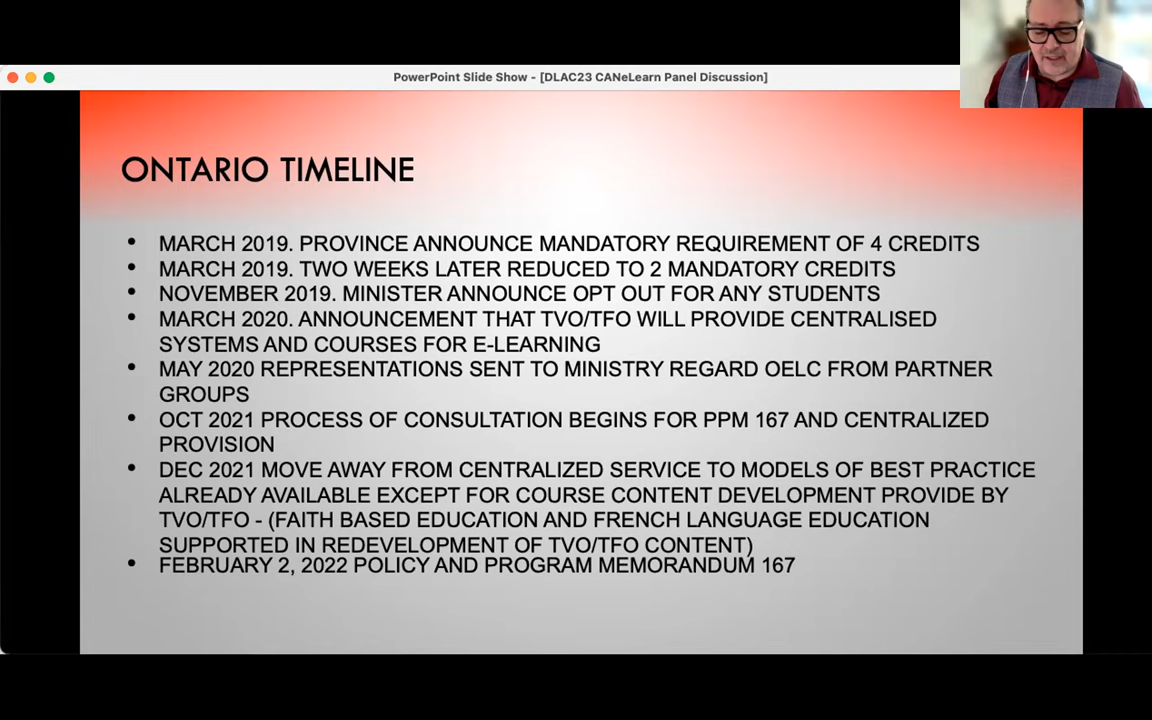 PowerPoint Slide Show - [DLAC23 CANeLearn Panel Discussion]
ONTARIO TIMELINE
• MARCH 2019. PROVINCE ANNOUNCE MANDATORY REQUIREMENT OF 4 CREDITS
• MARCH 2019. TWO WEEKS LATER REDUCED TO 2 MANDATORY CREDITS
• NOVEMBER 2019. MINISTER ANNOUNCE OPT OUT FOR ANY STUDENTS
• MARCH 2020. ANNOUNCEMENT THAT TVO/TFO WILL PROVIDE CENTRALISED
SYSTEMS AND COURSES FOR E-LEARNING
• MAY 2020 REPRESENTATIONS SENT TO MINISTRY REGARD OELC FROM PARTNER
GROUPS
• OCT 2021 PROCESS OF CONSULTATION BEGINS FOR PPM 167 AND CENTRALIZED
PROVISION
• DEC 2021 MOVE AWAY FROM CENTRALIZED SERVICE TO MODELS OF BEST PRACTICE
ALREADY AVAILABLE EXCEPT FOR COURSE CONTENT DEVELOPMENT PROVIDE BY
TVO/TFO - (FAITH BASED EDUCATION AND FRENCH LANGUAGE EDUCATION
SUPPORTED IN REDEVELOPMENT OF TVO/TFO CONTENT)
• FEBRUARY 2, 2022 POLICY AND PROGRAM MEMORANDUM 167